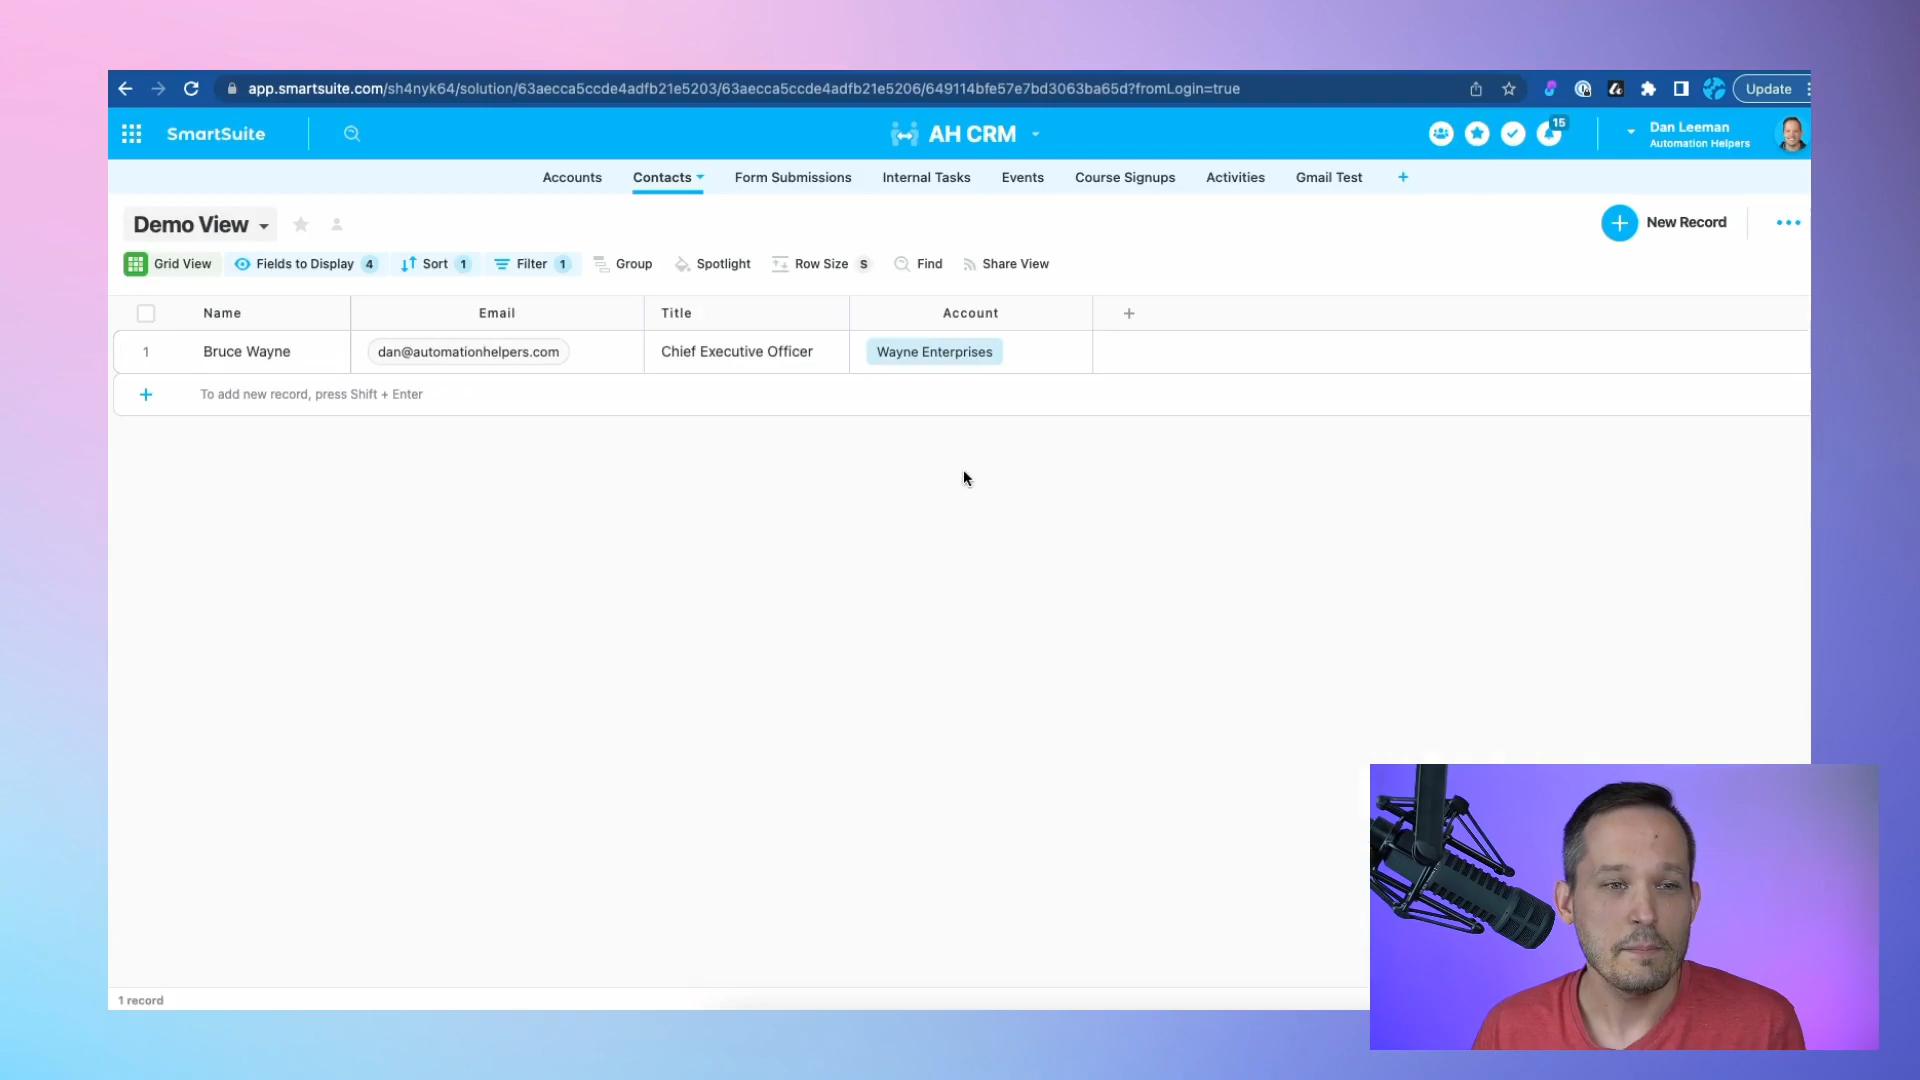 app.smartsuite.com/sh4nyk64/solution/63aecca5ccde4adfb21e5203/63aecca5ccde4adfb21e5206/649114bfe57e7bd3063ba65d?fromLogin=true
Update
SmartSuite
AH CRM
15
Dan Leeman
Automation Helpers
Accounts
Contacts
Form Submissions
Internal Tasks
Events
Course Signups
Activities
Gmail Test
Demo View
New Record
Grid View
Fields to Display 4
Sort 1
Filter 1
Group
Spotlight
Row Size S
Find
Share View
Name
Email
Title
Account
1
Bruce Wayne
dan@automationhelpers.com
Chief Executive Officer
Wayne Enterprises
To add new record, press Shift + Enter
1 record